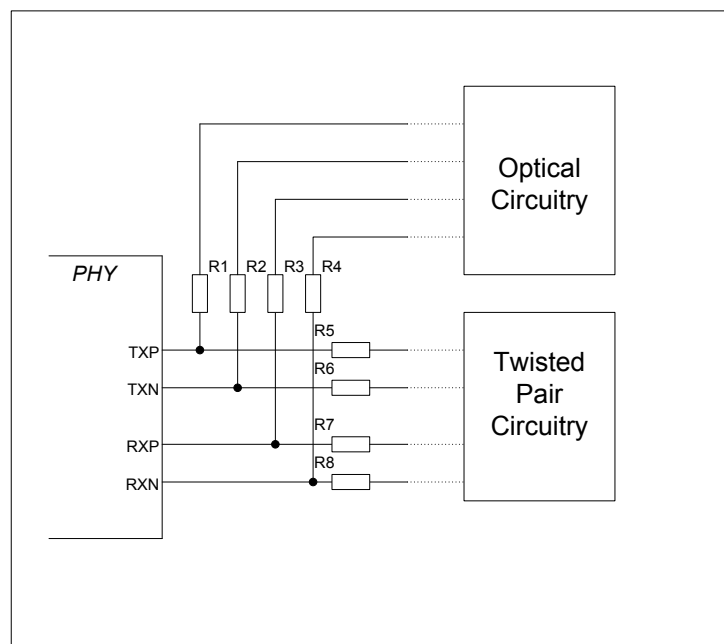 Optical
Circuitry
PHY
R1 R2 R3 R4
R5
TXP
Twisted
Pair
Circuitry
R6
TXN
R7
RXP
R8
RXN